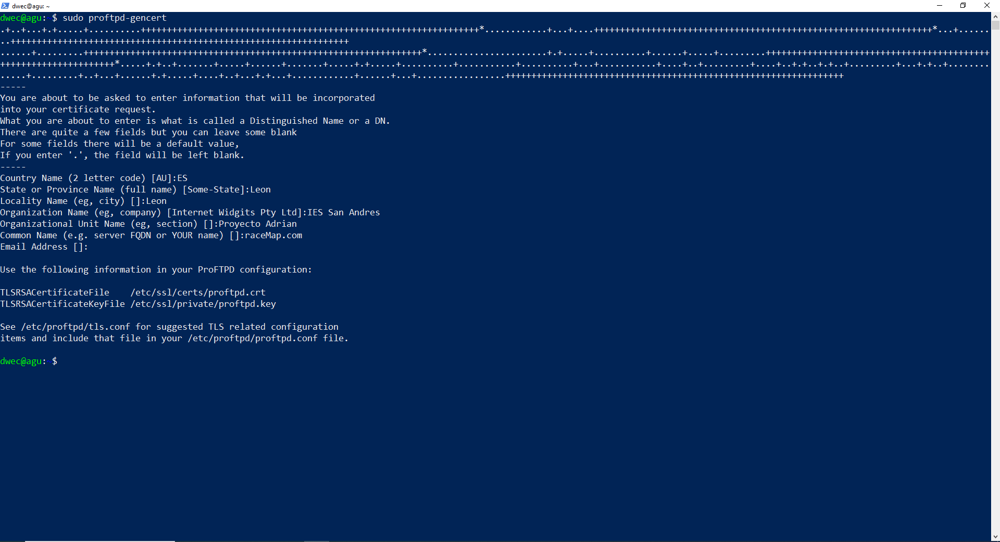 dwec@agu: ~
dwec@agu:~$ sudo proftpd-gencert
-----
You are about to be asked to enter information that will be incorporated
into your certificate request.
What you are about to enter is what is called a Distinguished Name or a DN.
There are quite a few fields but you can leave some blank
For some fields there will be a default value,
If you enter '.', the field will be left blank.
-----
Country Name (2 letter code) [AU]:ES
State or Province Name (full name) [Some-State]:Leon
Locality Name (eg, city) []:Leon
Organization Name (eg, company) [Internet Widgits Pty Ltd]:IES San Andres
Organizational Unit Name (eg, section) []:Proyecto Adrian
Common Name (e.g. server FQDN or YOUR name) []:raceMap.com
Email Address []:
Use the following information in your ProFTPD configuration:
TLSRSACertificateFile    /etc/ssl/certs/proftpd.crt
TLSRSACertificateKeyFile /etc/ssl/private/proftpd.key
See /etc/proftpd/tls.conf for suggested TLS related configuration
items and include that file in your /etc/proftpd/proftpd.conf file.
dwec@agu:~$